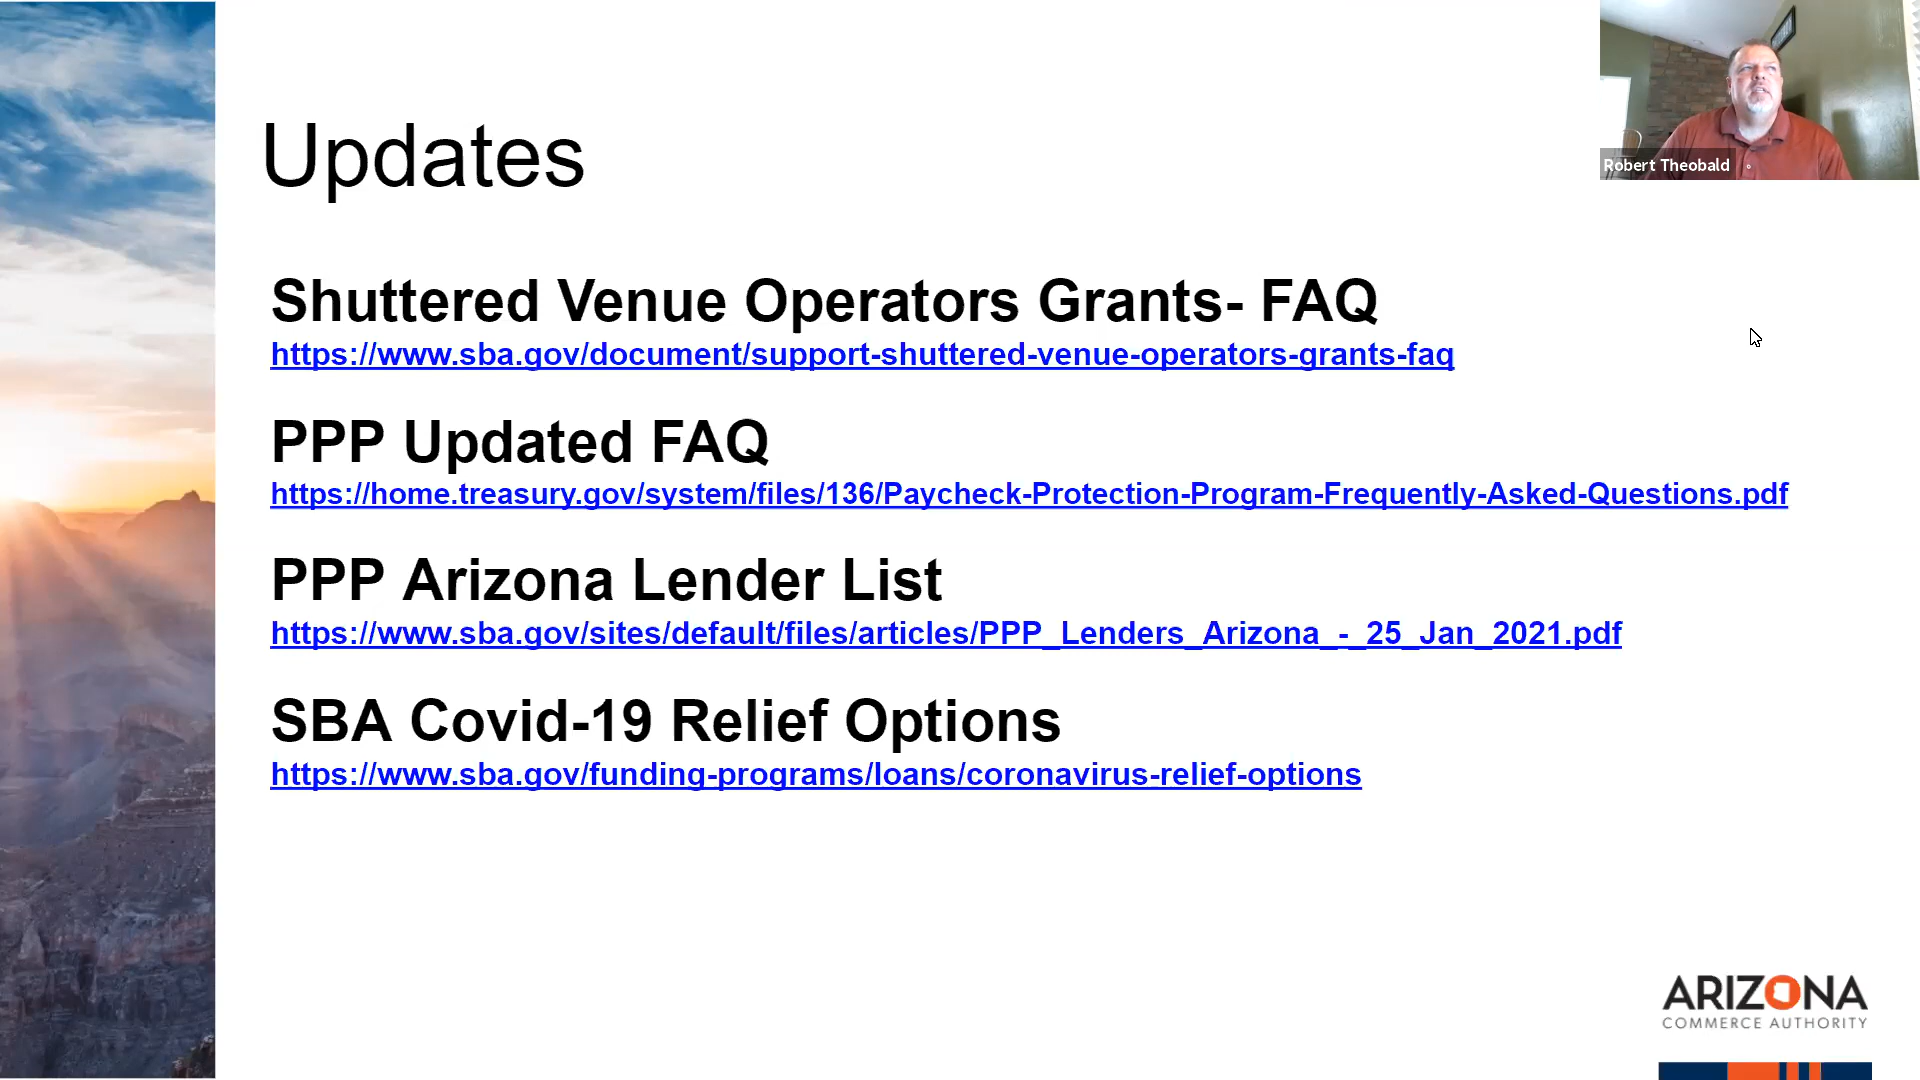 Updates
Robert Theobald
Shuttered Venue Operators Grants- FAQ
https://www.sba.gov/document/support-shuttered-venue-operators-grants-faq
PPP Updated FAQ
https://home.treasury.gov/system/files/136/Paycheck-Protection-Program-Frequently-Asked-Questions.pdf
PPP Arizona Lender List
https://www.sba.gov/sites/default/files/articles/PPP_Lenders_Arizona_-_25_Jan_2021.pdf
SBA Covid-19 Relief Options
https://www.sba.gov/funding-programs/loans/coronavirus-relief-options
ARIZONA
COMMERCE AUTHORITY